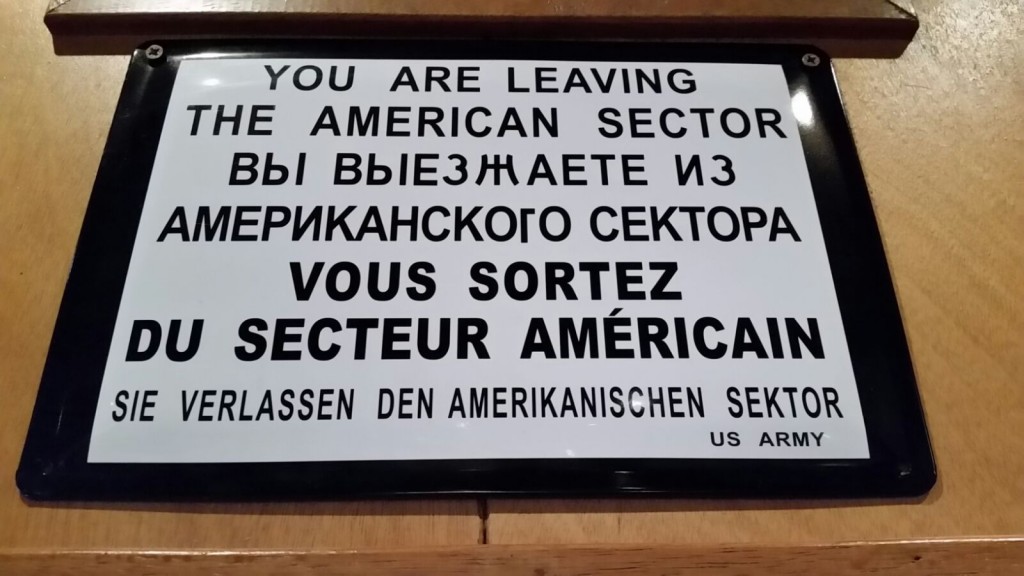 YOU ARE LEAVING
THE AMERICAN SECTOR
ВЫ ВЫЕЗЖАЕТЕ ИЗ
АМЕРИКАНСКОГО СЕКТОРА
VOUS SORTEZ
DU SECTEUR AMÉRICAIN
SIE VERLASSEN DEN AMERIKANISCHEN SEKTOR
US ARMY